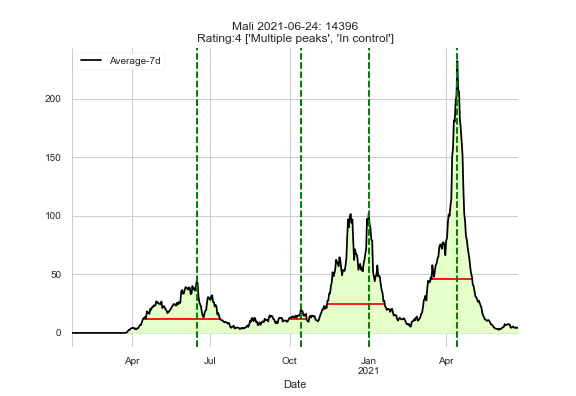 Mali 2021-06-24: 14396
Rating:4 ['Multiple peaks', 'In control']
Average-7d
200
150
100
50
0
Apr
Jul
Oct
Jan
2021
Apr
Date